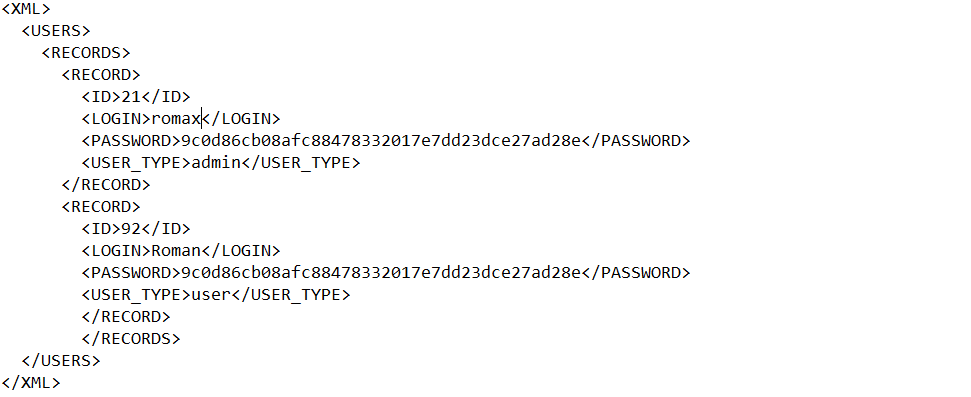 <XML>
<USERS>
<RECORDS>
<RECORD>
<ID>21</ID>
<LOGIN>romax</LOGIN>
<PASSWORD>9c0d86cb08afc88478332017e7dd23dce27ad28e</PASSWORD>
<USER_TYPE>admin</USER_TYPE>
</RECORD>
<RECORD>
<ID>92</ID>
<LOGIN>Roman</LOGIN>
<PASSWORD>9c0d86cb08afc88478332017e7dd23dce27ad28e</PASSWORD>
<USER_TYPE>user</USER_TYPE>
</RECORD>
</RECORDS>
</USERS>
</XML>